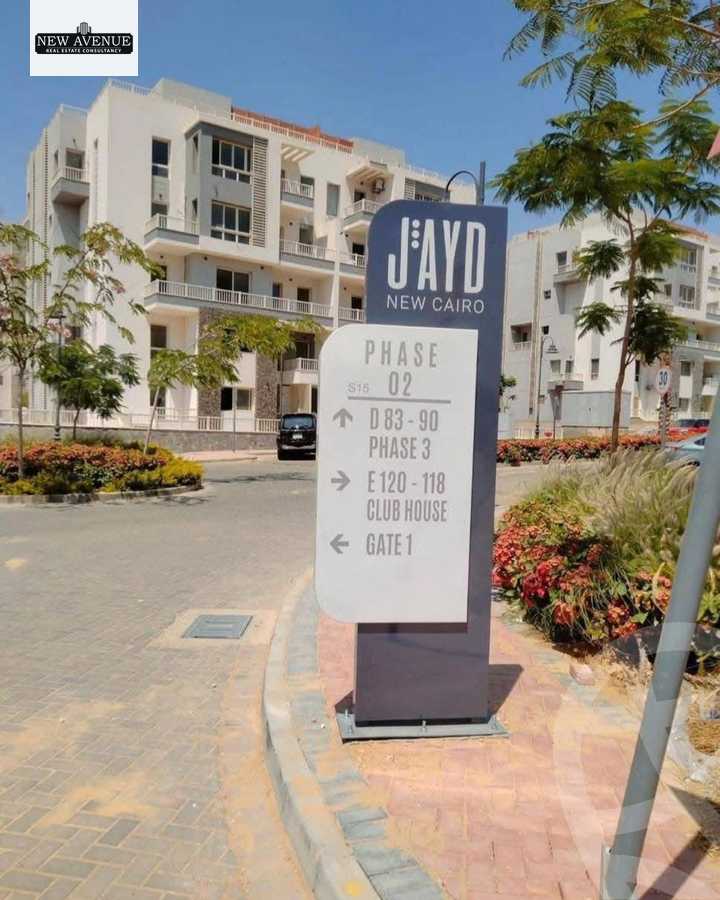 NEW AVENUE
REAL ESTATE CONSULTANCY
JAYD
NEW CAIRO
PHASE
S15 02
D 83 - 90
PHASE 3
E 120 - 118
CLUB HOUSE
GATE 1
30